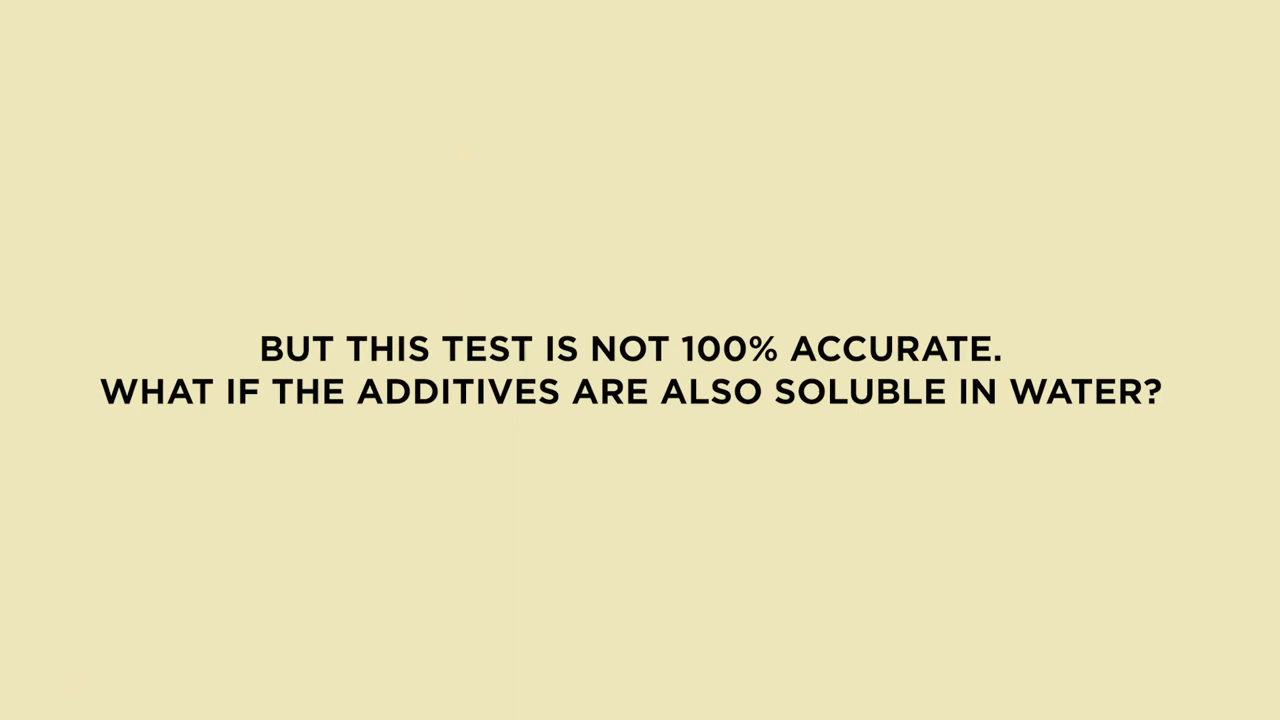 BUT THIS TEST IS NOT 100% ACCURATE.
WHAT IF THE ADDITIVES ARE ALSO SOLUBLE IN WATER?